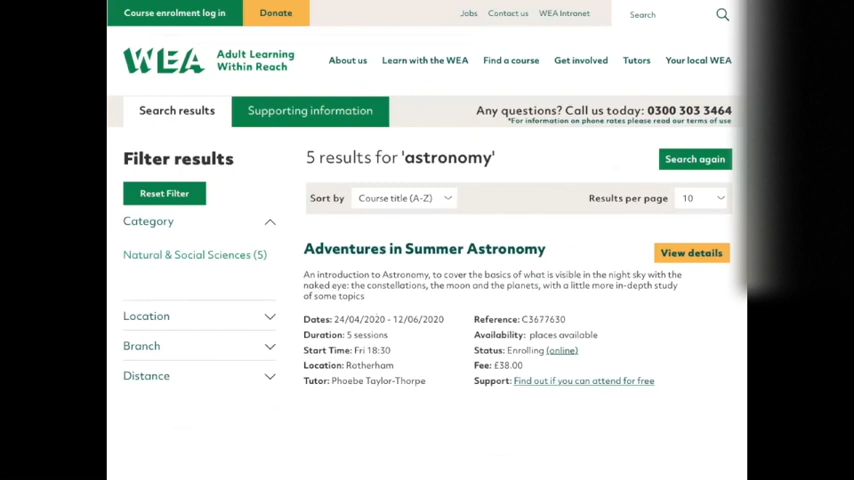 Course enrolment log in
Donate
Jobs Contact us WEA Intranet
Search
WEA Adult Learning
Within Reach
About us Learn with the WEA Find a course Get involved Tutors Your local WEA
Search results
Supporting information
Any questions? Call us today: 0300 303 3464
*For information on phone rates please read our terms of use
Filter results
Reset Filter
Category
Natural & Social Sciences (5)
Location
Branch
Distance
5 results for 'astronomy'
Search again
Sort by Course title (A-Z)
Results per page 10
Adventures in Summer Astronomy
View details
An introduction to Astronomy, to cover the basics of what is visible in the night sky with the
naked eye: the constellations, the moon and the planets, with a little more in-depth study
of some topics
Dates: 24/04/2020 - 12/06/2020
Duration: 5 sessions
Start Time: Fri 18:30
Location: Rotherham
Tutor: Phoebe Taylor-Thorpe
Reference: C3677630
Availability: places available
Status: Enrolling (online)
Fee: £38.00
Support: Find out if you can attend for free